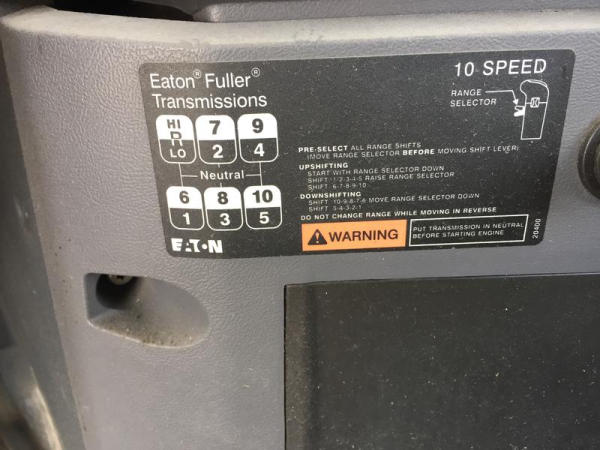 Eaton® Fuller®
Transmissions
10 SPEED
RANGE
SELECTOR
HI 7 9
R
LO 2 4
Neutral
6 8 10
1 3 5
EATON
PRE-SELECT ALL RANGE SHIFTS
(MOVE RANGE SELECTOR BEFORE MOVING SHIFT LEVER)
UPSHIFTING
START WITH RANGE SELECTOR DOWN
SHIFT 1-2-3-4-5 RAISE RANGE SELECTOR
SHIFT 6-7-8-9-10
DOWNSHIFTING
SHIFT 10-9-8-7-6 MOVE RANGE SELECTOR DOWN
SHIFT 5-4-3-2-1
DO NOT CHANGE RANGE WHILE MOVING IN REVERSE
WARNING
PUT TRANSMISSION IN NEUTRAL
BEFORE STARTING ENGINE
20400